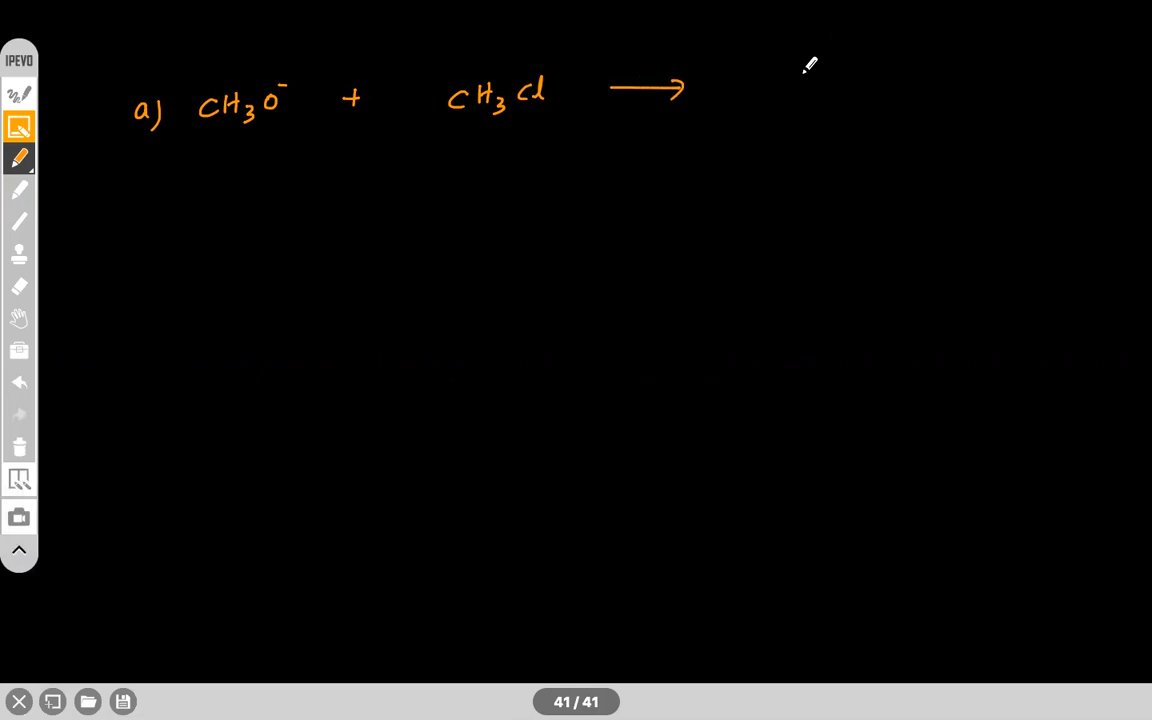 IPEVO
a) CH₃O⁻ + CH₃Cl ⟶
41 / 41